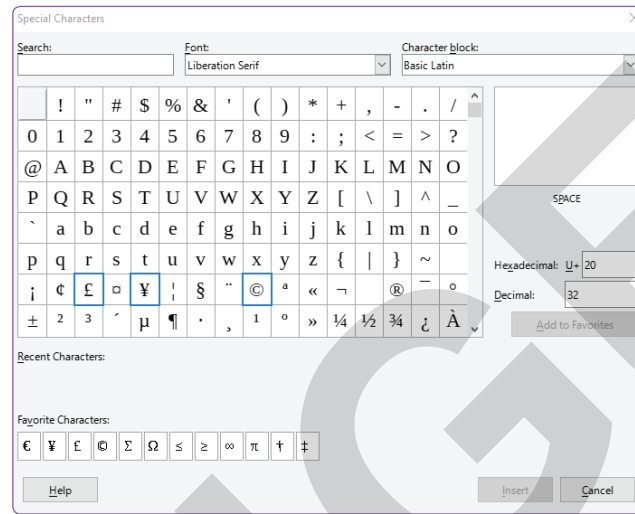 Special Characters
Search: Font: Character block:
Liberation Serif Basic Latin
! " # $ % & ' ( ) * + , - . /
0 1 2 3 4 5 6 7 8 9 : ; < = > ?
@ A B C D E F G H I J K L M N O
P Q R S T U V W X Y Z [ \ ] ^ _
` a b c d e f g h i j k l m n o
p q r s t u v w x y z { | } ~
¡ ¢ £ ¤ ¥ ¦ § ¨ © ª « ¬ ® ¯ °
± ² ³ ´ µ ¶ · ¸ ¹ º » ¼ ½ ¾ ¿ À
SPACE
Hexadecimal: U+ 20
Decimal: 32
Add to Favorites
Recent Characters:
Favorite Characters:
€ ¥ £ © Σ Ω ≤ ≥ ∞ π † ‡
Help Insert Cancel